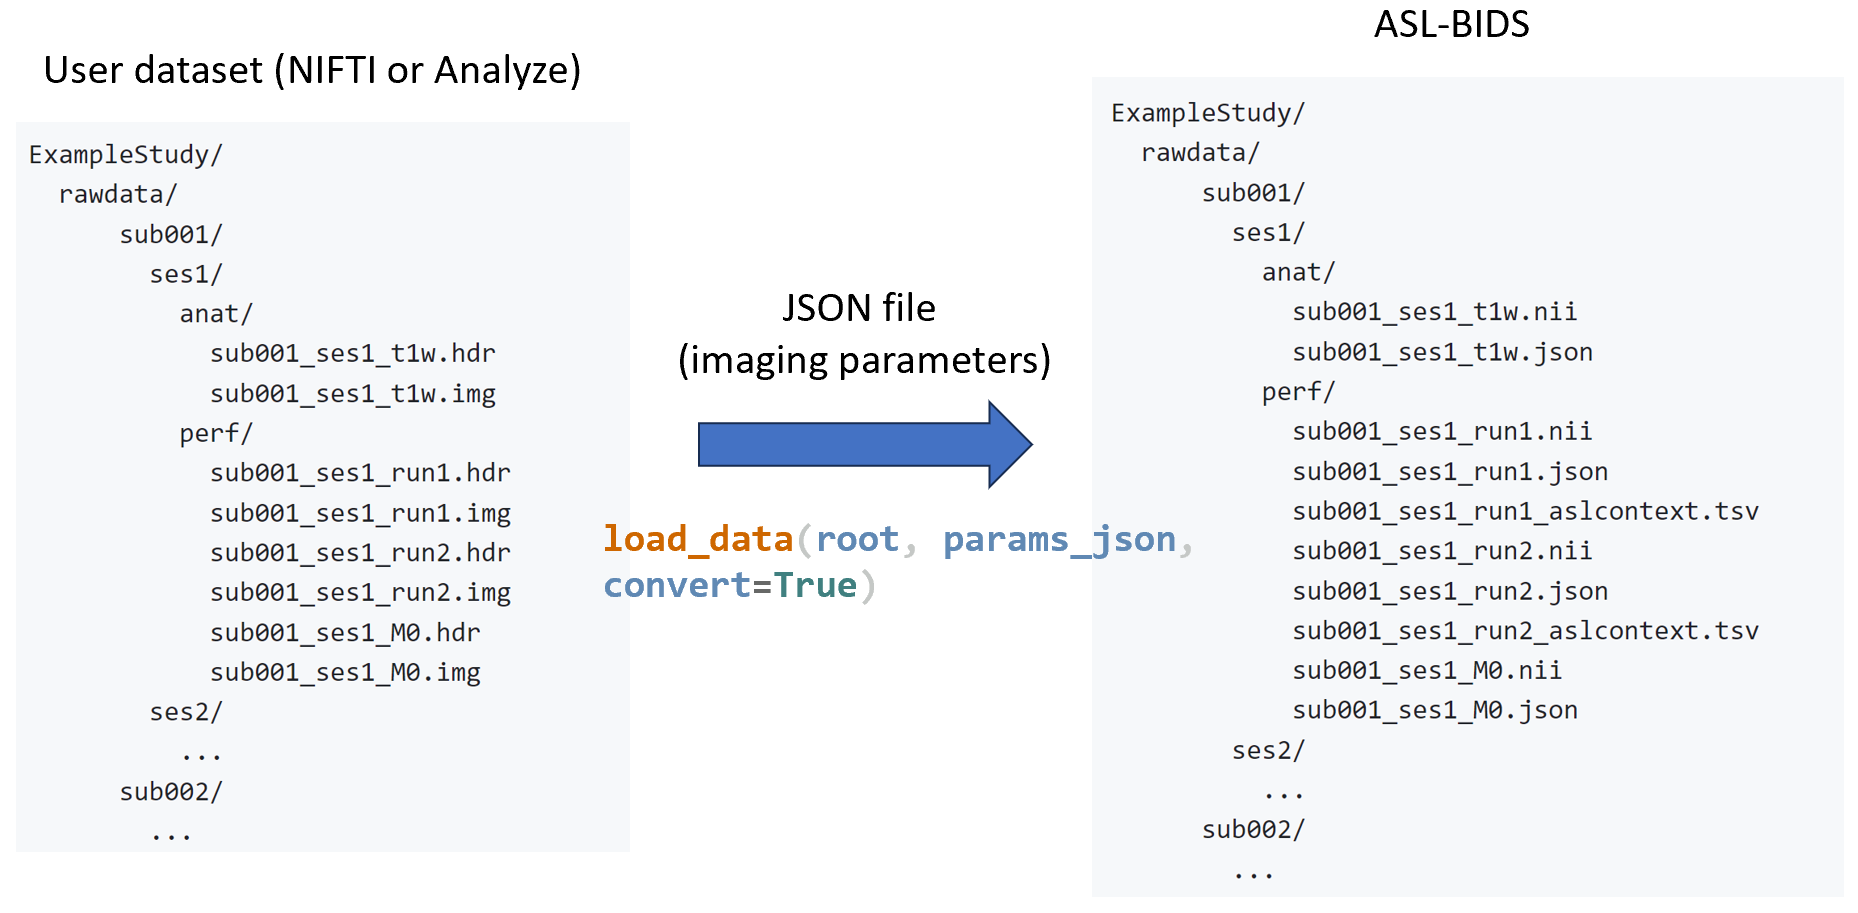 User dataset (NIFTI or Analyze)
ExampleStudy/
rawdata/
sub001/
ses1/
anat/
sub001_ses1_t1w.hdr
sub001_ses1_t1w.img
perf/
sub001_ses1_run1.hdr
sub001_ses1_run1.img
sub001_ses1_run2.hdr
sub001_ses1_run2.img
sub001_ses1_M0.hdr
sub001_ses1_M0.img
ses2/
...
sub002/
...
JSON file
(imaging parameters)
load_data(root, params_json,
convert=True)
ASL-BIDS
ExampleStudy/
rawdata/
sub001/
ses1/
anat/
sub001_ses1_t1w.nii
sub001_ses1_t1w.json
perf/
sub001_ses1_run1.nii
sub001_ses1_run1.json
sub001_ses1_run1_aslcontext.tsv
sub001_ses1_run2.nii
sub001_ses1_run2.json
sub001_ses1_run2_aslcontext.tsv
sub001_ses1_M0.nii
sub001_ses1_M0.json
ses2/
...
sub002/
...